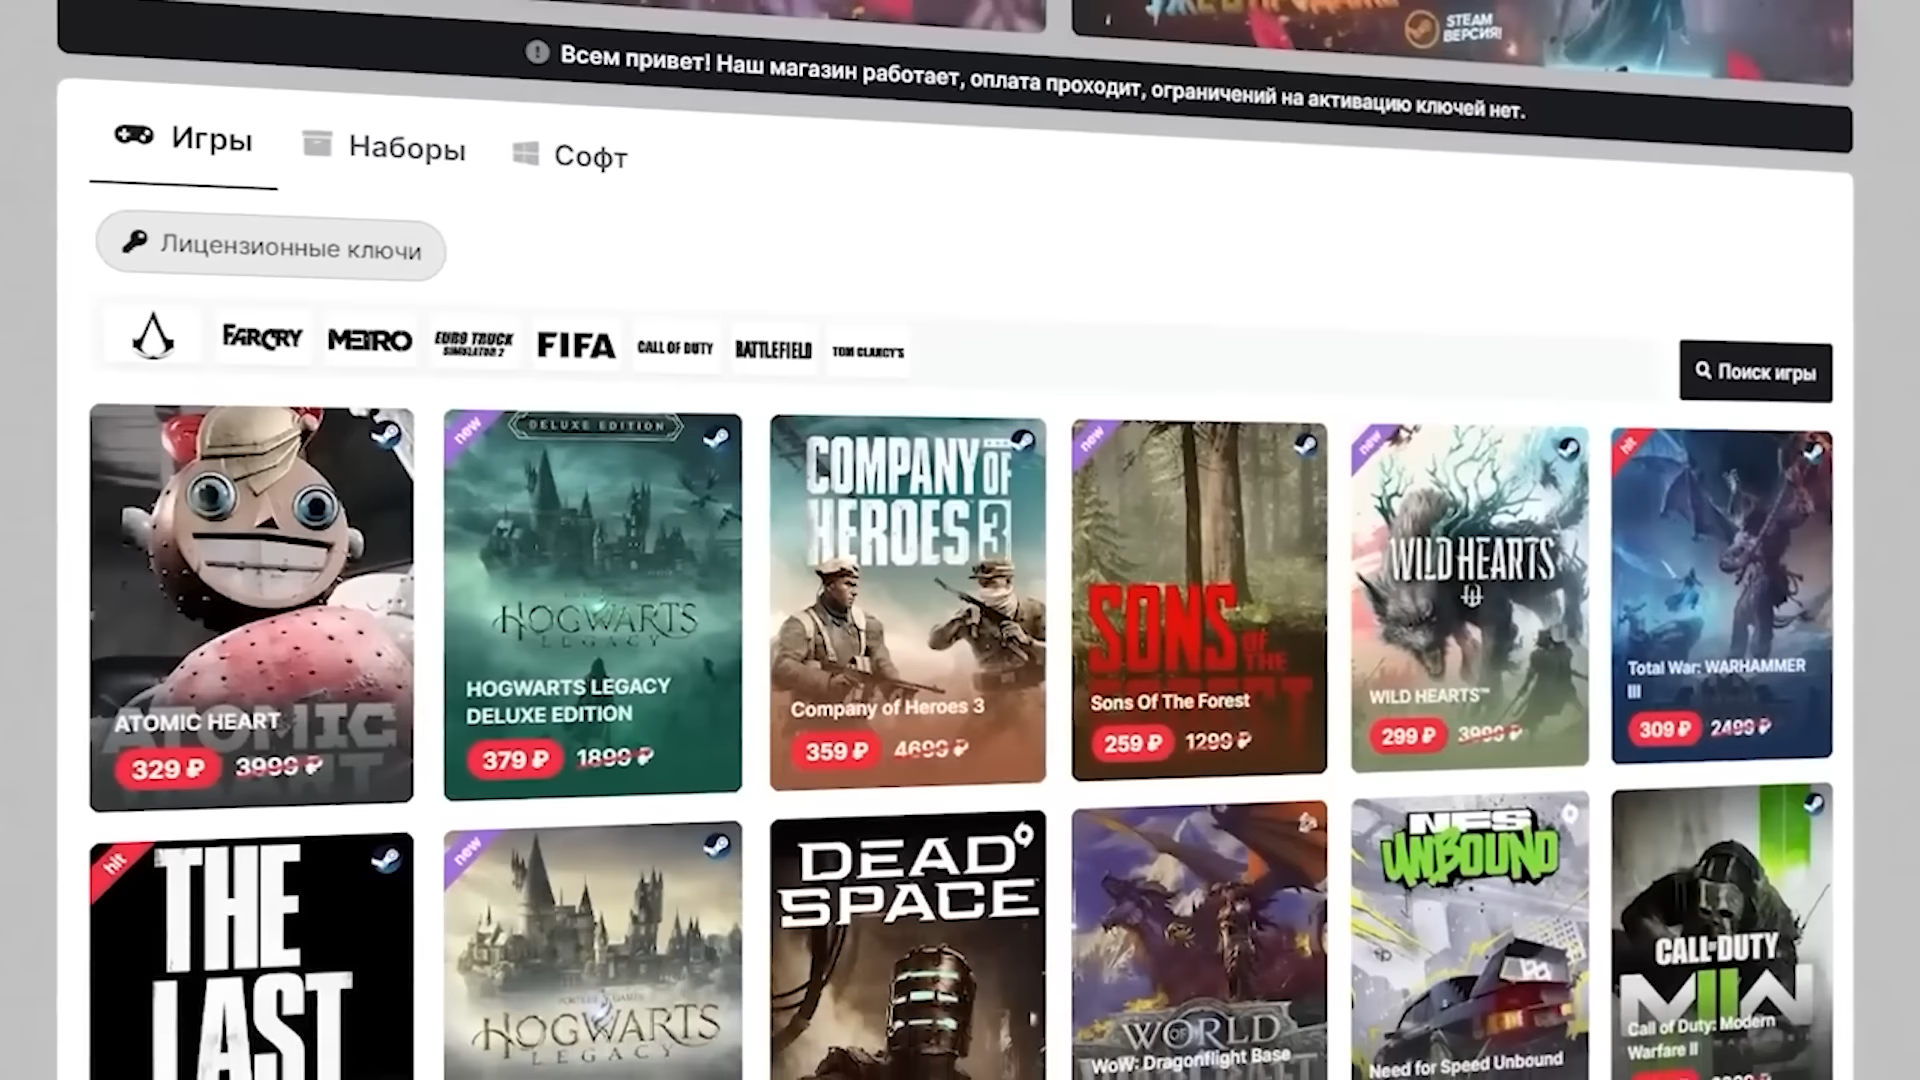 STEAM
ВЕРСИЯ!
Всем привет! Наш магазин работает, оплата проходит, ограничений на активацию ключей нет.
Игры
Наборы
Софт
Лицензионные ключи
FARCRY
METRO
EURO TRUCK
SIMULATOR 2
FIFA
CALL OF DUTY
BATTLEFIELD
TOM CLANCY'S
Поиск игры
ATOMIC
ATOMIC HEART
329 ₽ 3999 ₽
new
DELUXE EDITION
HOGWARTS
LEGACY
HOGWARTS LEGACY
DELUXE EDITION
379 ₽ 1899 ₽
COMPANY OF
HEROES 3
Company of Heroes 3
359 ₽ 4699 ₽
new
SONS OF
THE
Sons Of The Forest
259 ₽ 1299 ₽
new
WILD HEARTS
WILD HEARTS™
299 ₽ 3999 ₽
hit
Total War: WARHAMMER
III
309 ₽ 2499 ₽
hit
THE
LAST
new
HOGWARTS
LEGACY
DEAD
SPACE
WORLD
OF
WoW: Dragonflight Base
NFS
UNBOUND
Need for Speed Unbound
CALL OF DUTY
MWII
Call of Duty: Modern
Warfare II